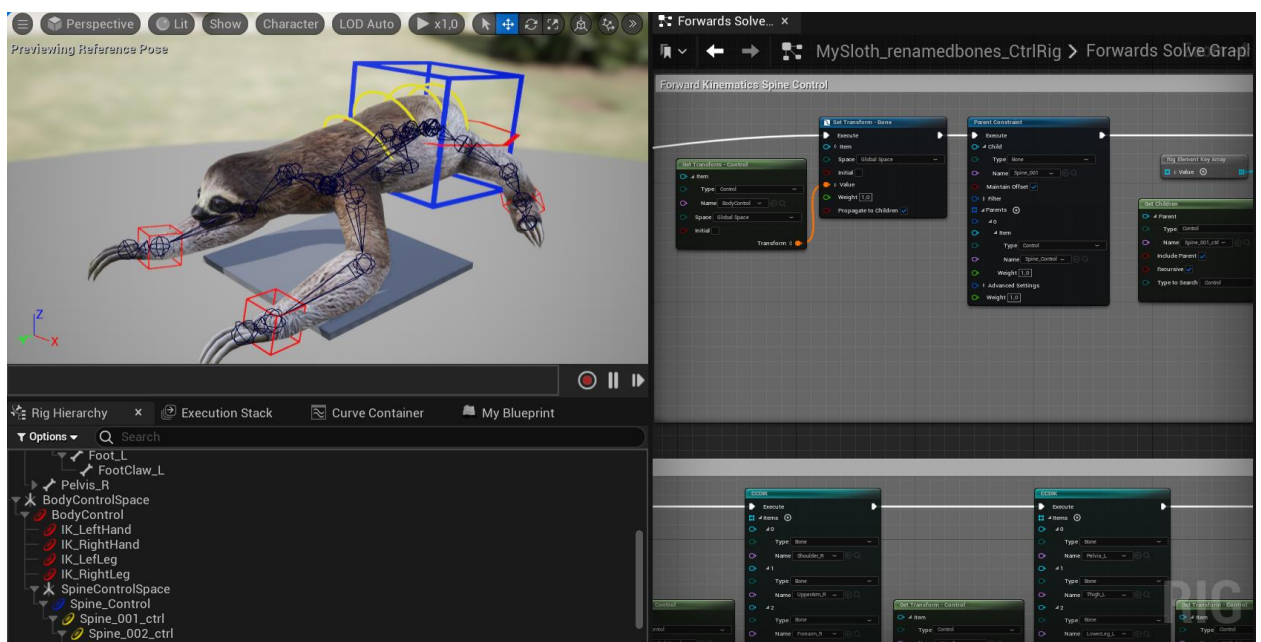 Perspective Lit Show Character LOD Auto x1,0
Previewing Reference Pose
Z
Y
X
Rig Hierarchy × Execution Stack Curve Container My Blueprint
Options Search
Foot_L
FootClaw_L
Pelvis_R
BodyControlSpace
BodyControl
IK_LeftHand
IK_RightHand
IK_LefLeg
IK_RightLeg
SpineControlSpace
Spine_Control
Spine_001_ctrl
Spine_002_ctrl
Forwards Solve… ×
MySloth_renamedbones_CtrlRig > Forwards Solve Grapl
Forward Kinematics Spine Control
Get Transform - Control
Item
Type Control
Name BodyControl
Space Global Space
Initial
Transform
Set Transform - Bone
Execute
Item
Space Global Space
Initial
Value
Weight 1,0
Propagate to Children
Parent Constraint
Execute
Child
Type Bone
Name Spine_001
Maintain Offset
Filter
Parents
0
Item
Type Control
Name Spine_Control
Weight 1,0
Advanced Settings
Weight 1,0
Rig Element Key Array
Value
Get Children
Parent
Type Control
Name Spine_001_ctrl
Include Parent
Recursive
Type to Search Control
CCDIK
Execute
Items
0
Type Bone
Name Shoulder_R
1
Type Bone
Name Upperarm_R
2
Type Bone
Name Forearm_R
Get Transform - Control
Item
Type Control
CCDIK
Execute
Items
0
Type Bone
Name Pelvis_L
1
Type Bone
Name Thigh_L
2
Type Bone
Name LowerLeg_L
Get Transform - Control
Item
Type Control
RIG